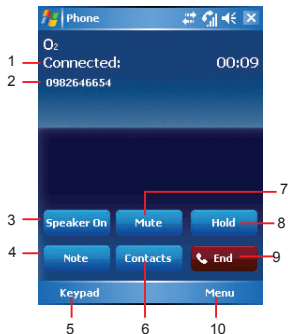 Phone
O2
1 Connected: 00:09
2 0982646654
7
3 Speaker On Mute Hold 8
4 Note Contacts End 9
Keypad Menu
5 6 10